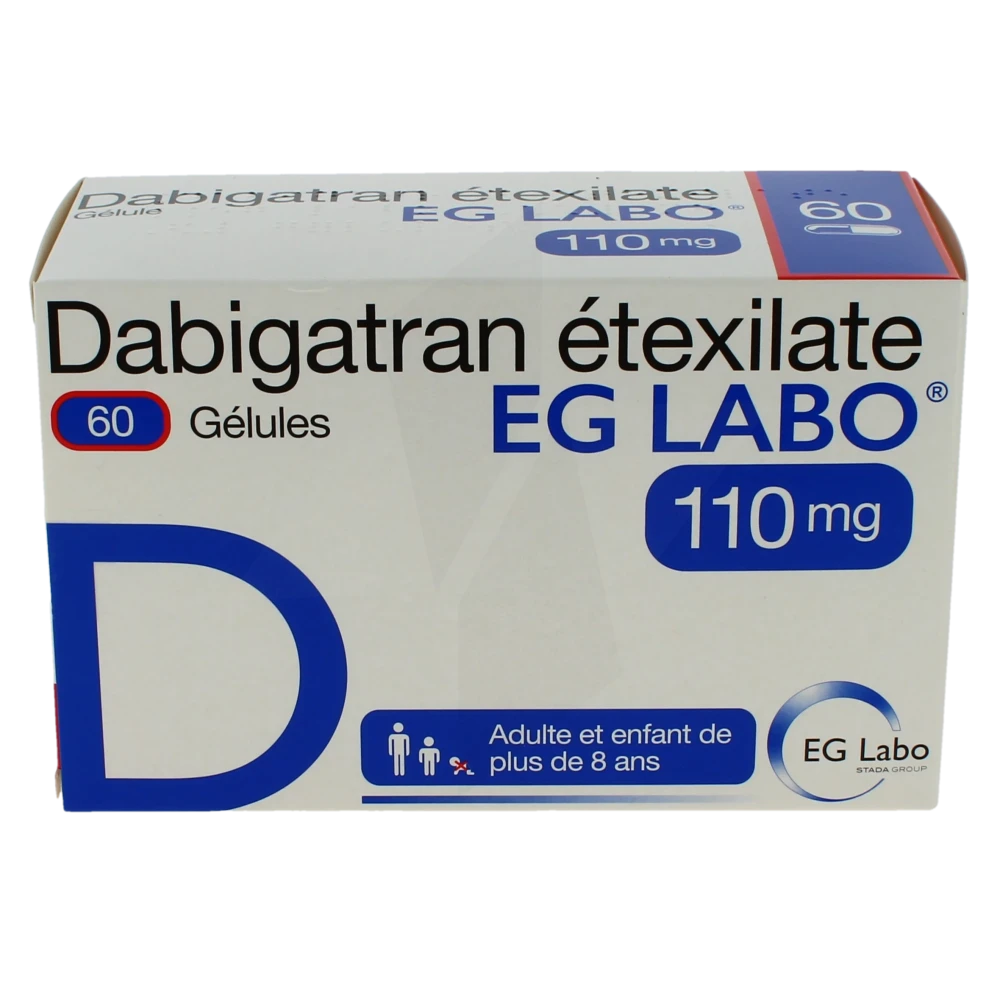 Dabigatran étexilate
Gélule
EG LABO®
110 mg
60
Dabigatran étexilate
60 Gélules
EG LABO®
110 mg
D
Adulte et enfant de
plus de 8 ans
EG Labo
STADA GROUP